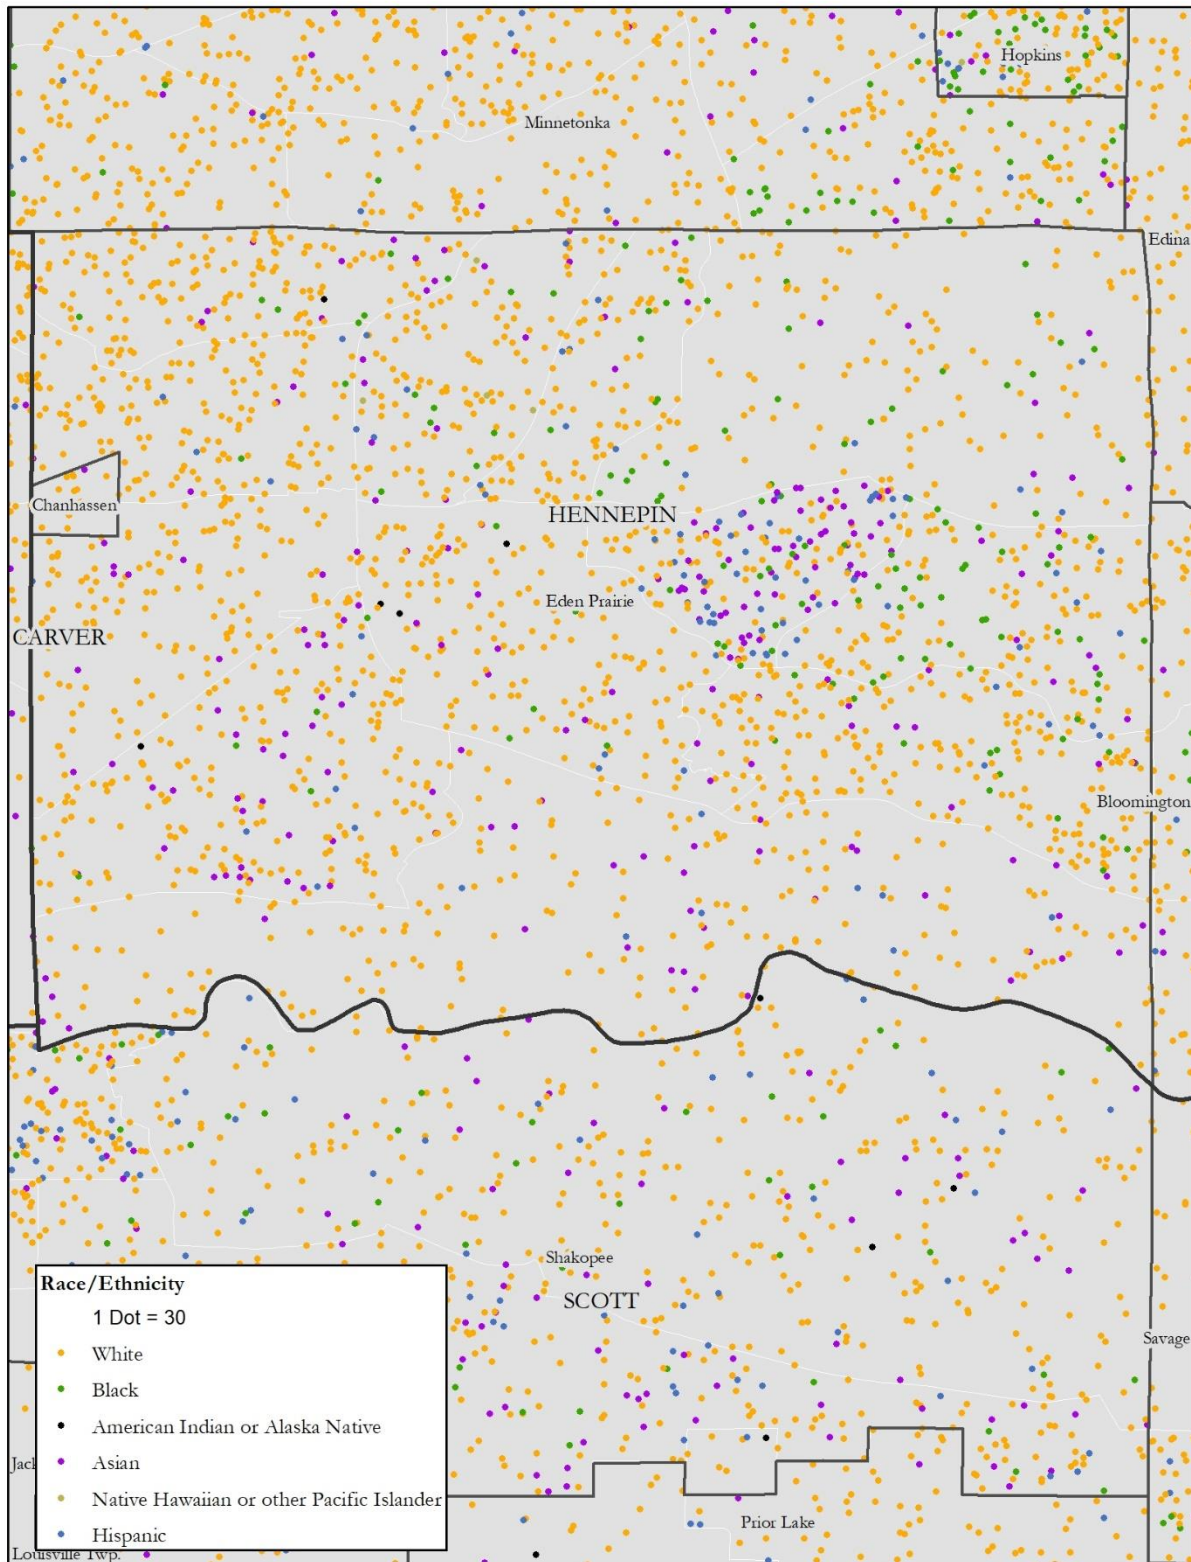 Hopkins
Minnetonka
Edina
Chanhassen
HENNEPIN
Eden Prairie
CARVER
Bloomington
Shakopee
SCOTT
Savage
Race/Ethnicity
1 Dot = 30
White
Black
American Indian or Alaska Native
Asian
Native Hawaiian or other Pacific Islander
Hispanic
Jack
Prior Lake
Louisville Twp.